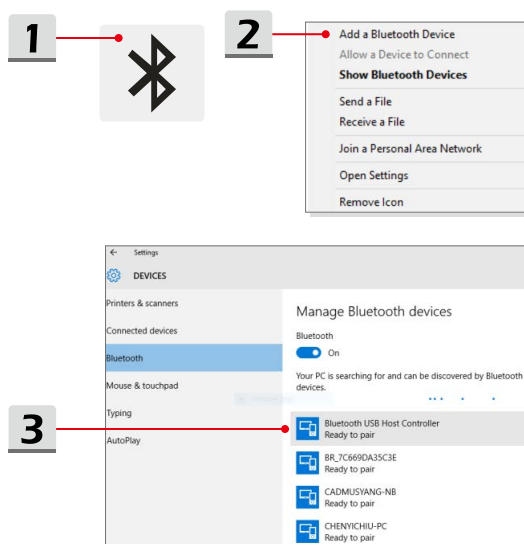 1
2
Add a Bluetooth Device
Allow a Device to Connect
Show Bluetooth Devices
Send a File
Receive a File
Join a Personal Area Network
Open Settings
Remove Icon
Settings
DEVICES
Printers & scanners
Connected devices
Bluetooth
Mouse & touchpad
Typing
AutoPlay
Manage Bluetooth devices
Bluetooth
On
Your PC is searching for and can be discovered by Bluetooth
devices.
3
Bluetooth USB Host Controller
Ready to pair
BR_7C669DA35C3E
Ready to pair
CADMUSYANG-NB
Ready to pair
CHENYICHIU-PC
Ready to pair